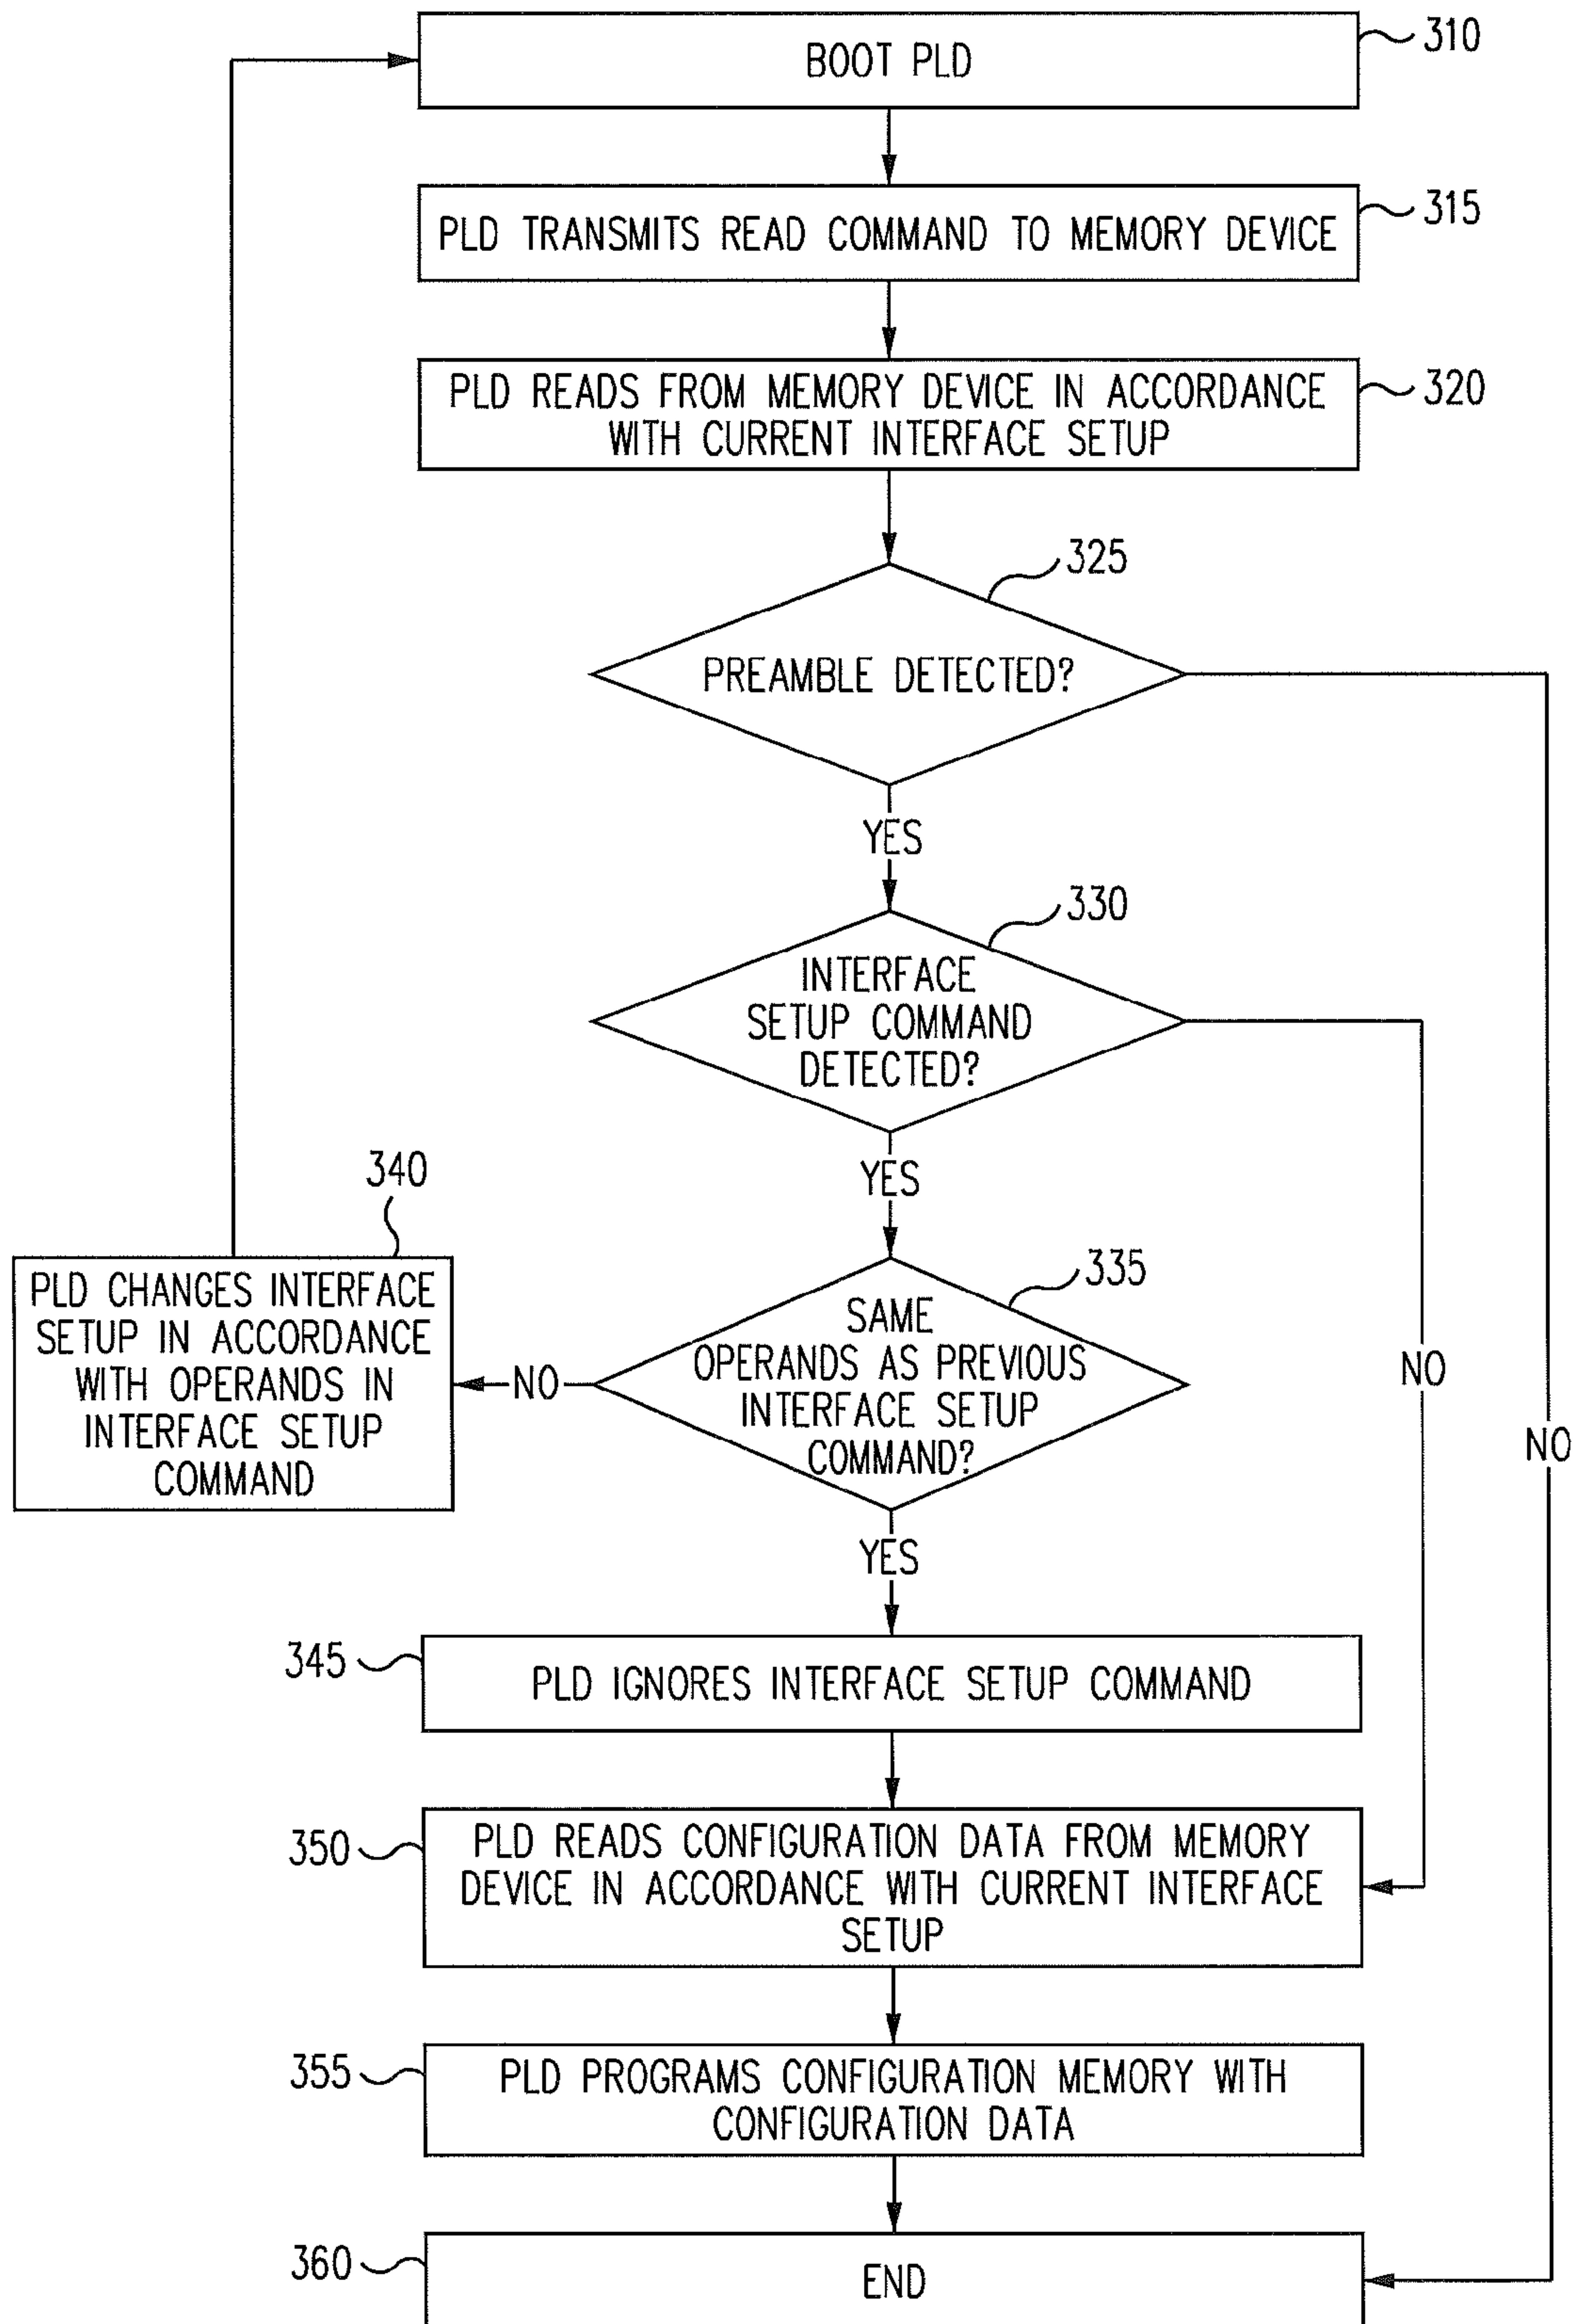 BOOT PLD
310
PLD TRANSMITS READ COMMAND TO MEMORY DEVICE
315
PLD READS FROM MEMORY DEVICE IN ACCORDANCE
WITH CURRENT INTERFACE SETUP
320
325
PREAMBLE DETECTED?
YES
NO
330
INTERFACE
SETUP COMMAND
DETECTED?
YES
NO
335
SAME
OPERANDS AS PREVIOUS
INTERFACE SETUP
COMMAND?
NO
340
PLD CHANGES INTERFACE
SETUP IN ACCORDANCE
WITH OPERANDS IN
INTERFACE SETUP
COMMAND
YES
345
PLD IGNORES INTERFACE SETUP COMMAND
350
PLD READS CONFIGURATION DATA FROM MEMORY
DEVICE IN ACCORDANCE WITH CURRENT INTERFACE
SETUP
355
PLD PROGRAMS CONFIGURATION MEMORY WITH
CONFIGURATION DATA
360
END